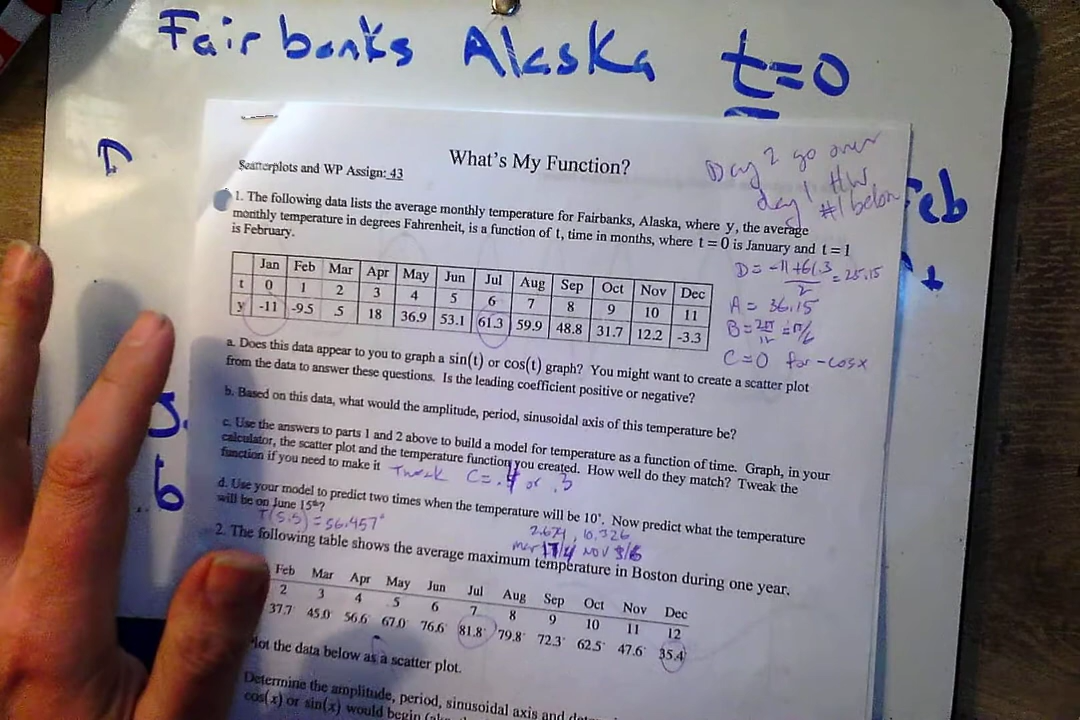 Fairbanks Alaska t=0
What's My Function?
Scatterplots and WP Assign: 43
Day 2 go over
day 1 HW
#1 below
Feb
t
1. The following data lists the average monthly temperature for Fairbanks, Alaska, where y, the average
monthly temperature in degrees Fahrenheit, is a function of t, time in months, where t = 0 is January and t = 1
is February.
Jan Feb Mar Apr May Jun Jul Aug Sep Oct Nov Dec
t 0 1 2 3 4 5 6 7 8 9 10 11
y -11 -9.5 .5 18 36.9 53.1 61.3 59.9 48.8 31.7 12.2 -3.3
D = -11+61.3/2 = 25.15
A = 36.15
B = 2π/12 = π/6
C=0 for -cosx
a. Does this data appear to you to graph a sin(t) or cos(t) graph? You might want to create a scatter plot
from the data to answer these questions. Is the leading coefficient positive or negative?
b. Based on this data, what would the amplitude, period, sinusoidal axis of this temperature be?
c. Use the answers to parts 1 and 2 above to build a model for temperature as a function of time. Graph, in your
calculator, the scatter plot and the temperature function you created. How well do they match? Tweak the
function if you need to make it
Tweak C=.4 or .3
d. Use your model to predict two times when the temperature will be 10°. Now predict what the temperature
will be on June 15th?
T(5.5) = 56.457°
2.674, 10.326
2. The following table shows the average maximum temperature in Boston during one year.
Feb Mar Apr May Jun Jul Aug Sep Oct Nov Dec
2 3 4 5 6 7 8 9 10 11 12
37.7 45.0 56.6 67.0 76.6 81.8 79.8 72.3 62.5 47.6 35.4
lot the data below as a scatter plot.
Determine the amplitude, period, sinusoidal axis and
cos(x) or sin(x) would begin